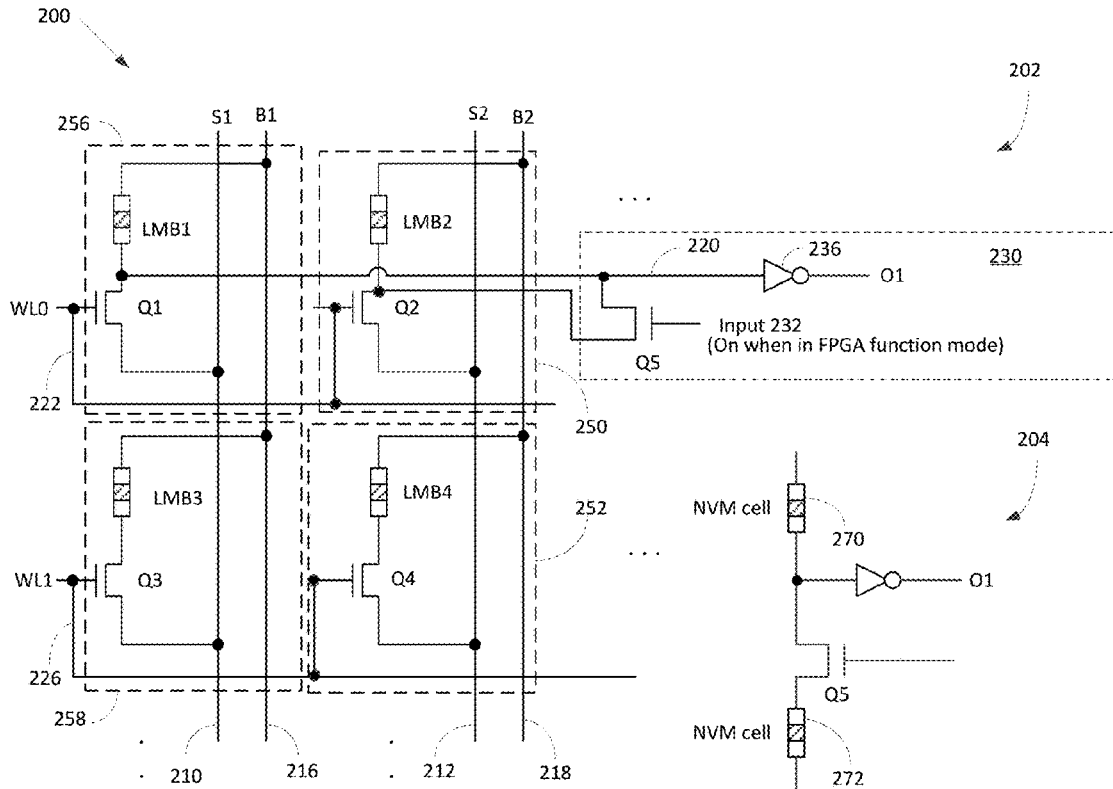 200
202
S1 B1 S2 B2
256
. . .
LMB1 LMB2
220 236 230
O1
WL0 Q1 Q2
Input 232
(On when in FPGA function mode)
Q5
222
250 204
LMB3 LMB4 252
NVM cell
270
. . .
WL1 Q3 Q4 O1
226
Q5
258
NVM cell
210 216 212 218 272